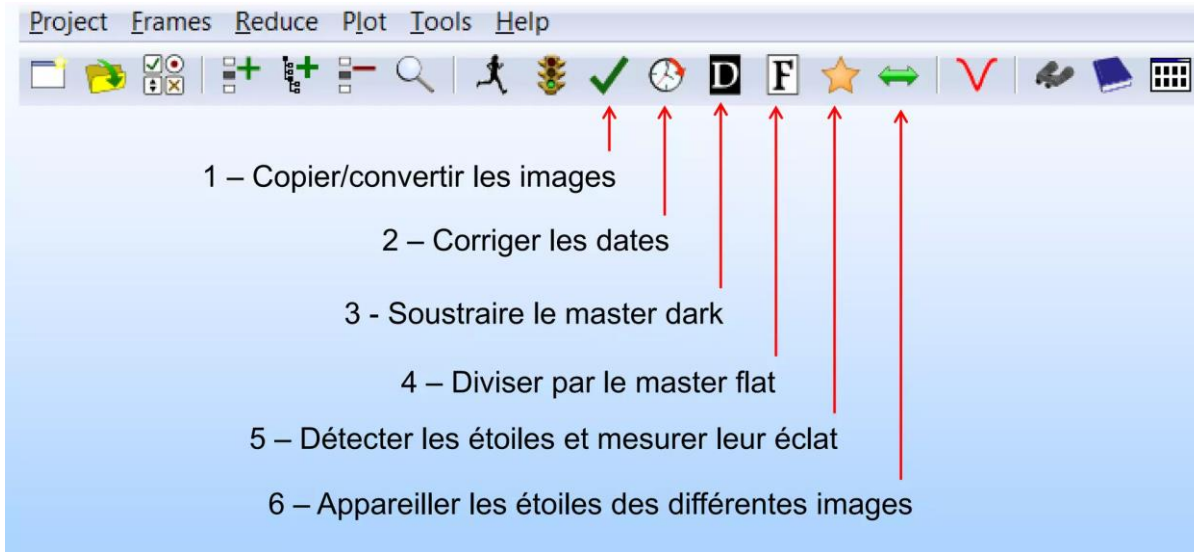 Project Frames Reduce Plot Tools Help
D F
1 – Copier/convertir les images
2 – Corriger les dates
3 - Soustraire le master dark
4 – Diviser par le master flat
5 – Détecter les étoiles et mesurer leur éclat
6 – Appareiller les étoiles des différentes images